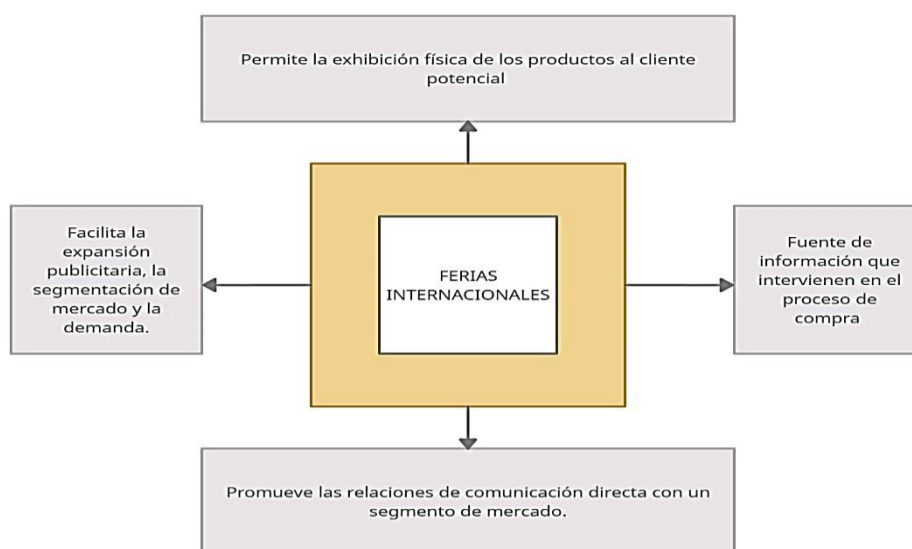 Permite la exhibición física de los productos al cliente
potencial
Facilita la
expansión
publicitaria, la
segmentación de
mercado y la
demanda.
FERIAS
INTERNACIONALES
Fuente de
información que
intervienen en el
proceso de
compra
Promueve las relaciones de comunicación directa con un
segmento de mercado.